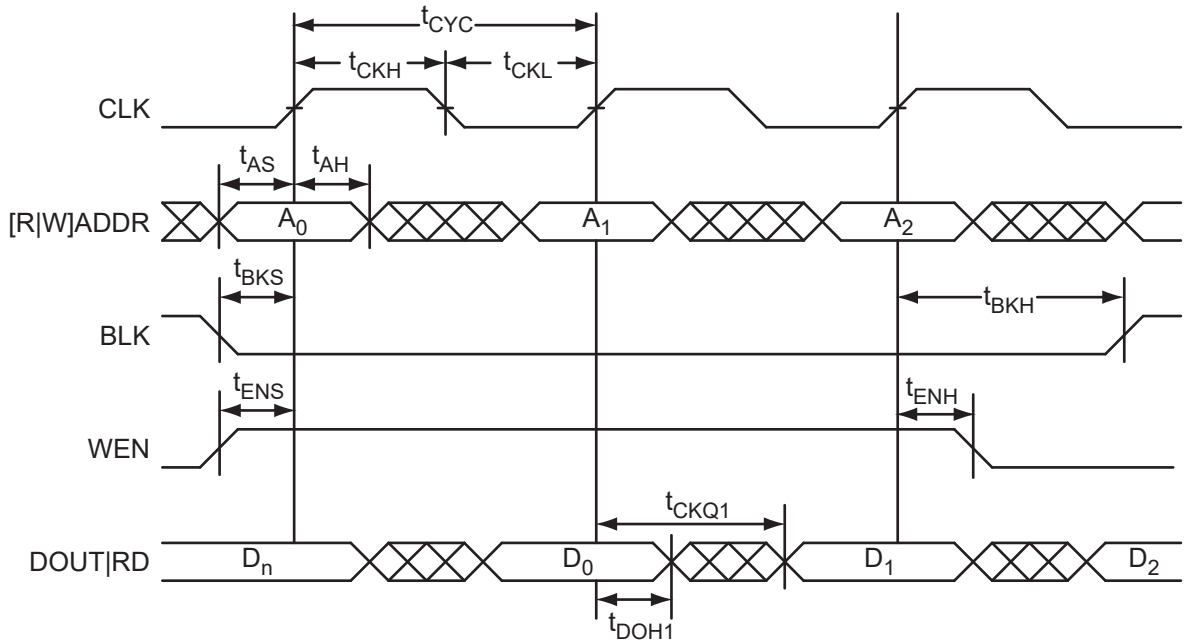 tCYC
tCKH tCKL
CLK
tAS tAH
[R|W]ADDR A0 A1 A2
tBKS tBKH
BLK
tENS tENH
WEN
tCKQ1
DOUT|RD Dn D0 D1 D2
tDOH1